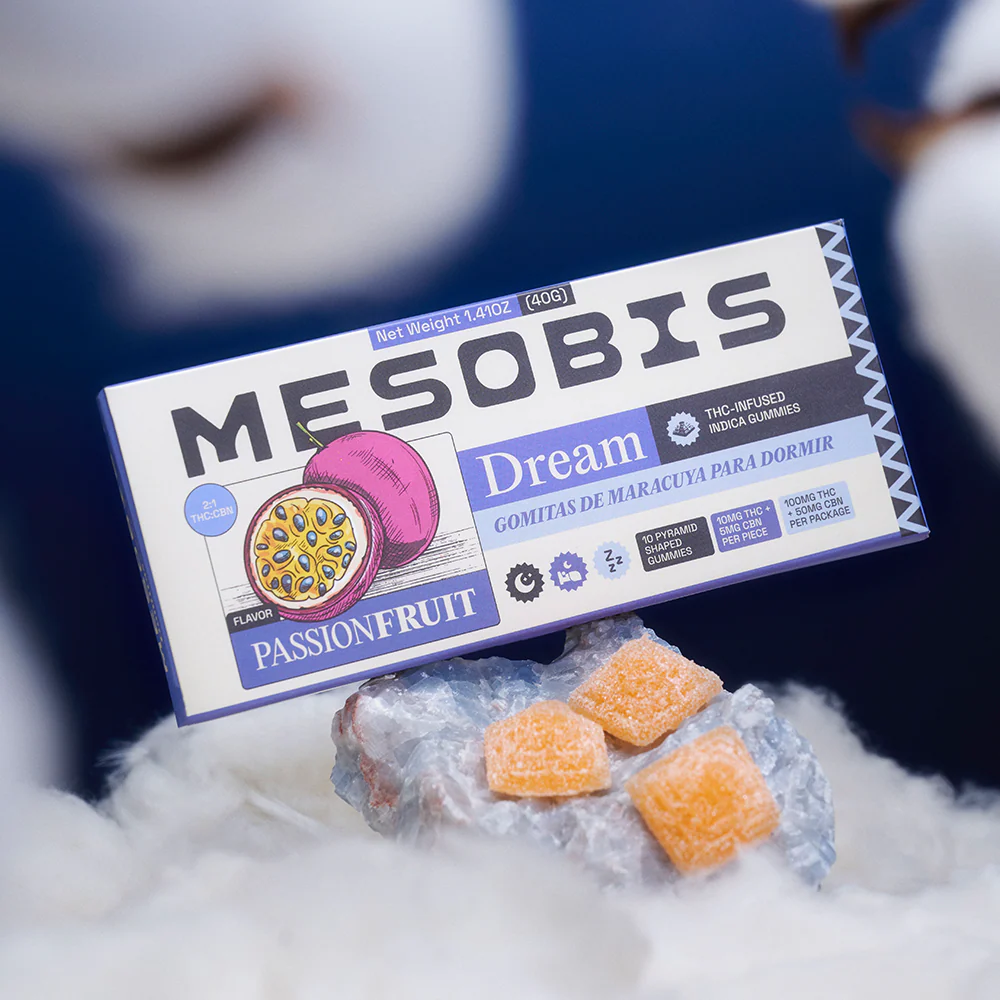 Net Weight 1.41OZ (40G)
MESOBIS
2:1
THC:CBN
Dream
THC-INFUSED
INDICA GUMMIES
GOMITAS DE MARACUYA PARA DORMIR
Z
Z
Z
10 PYRAMID
SHAPED
GUMMIES
10MG THC +
5MG CBN
PER PIECE
100MG THC
+ 50MG CBN
PER PACKAGE
FLAVOR
PASSIONFRUIT